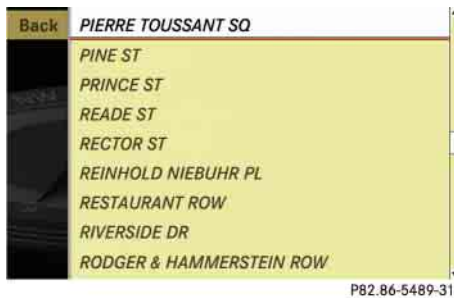 Back
PIERRE TOUSSANT SQ
PINE ST
PRINCE ST
READE ST
RECTOR ST
REINHOLD NIEBUHR PL
RESTAURANT ROW
RIVERSIDE DR
RODGER & HAMMERSTEIN ROW
P82.86-5489-31